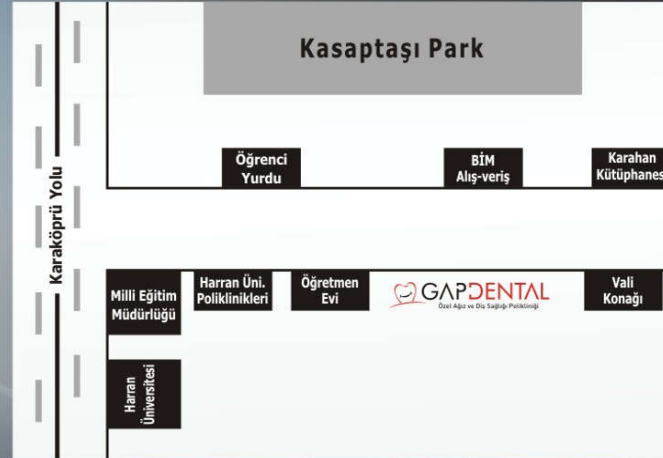 Kasaptaşı Park
Öğrenci
Yurdu
BİM
Alış-veriş
Karahan
Kütüphanes
Karaköprü Yolu
Milli Eğitim
Müdürlüğü
Harran Üni.
Poliklinikleri
Öğretmen
Evi
GAPDENTAL
Özel Ağız ve Diş Sağlığı Polikliniği
Vali
Konağı
Harran
Üniversitesi